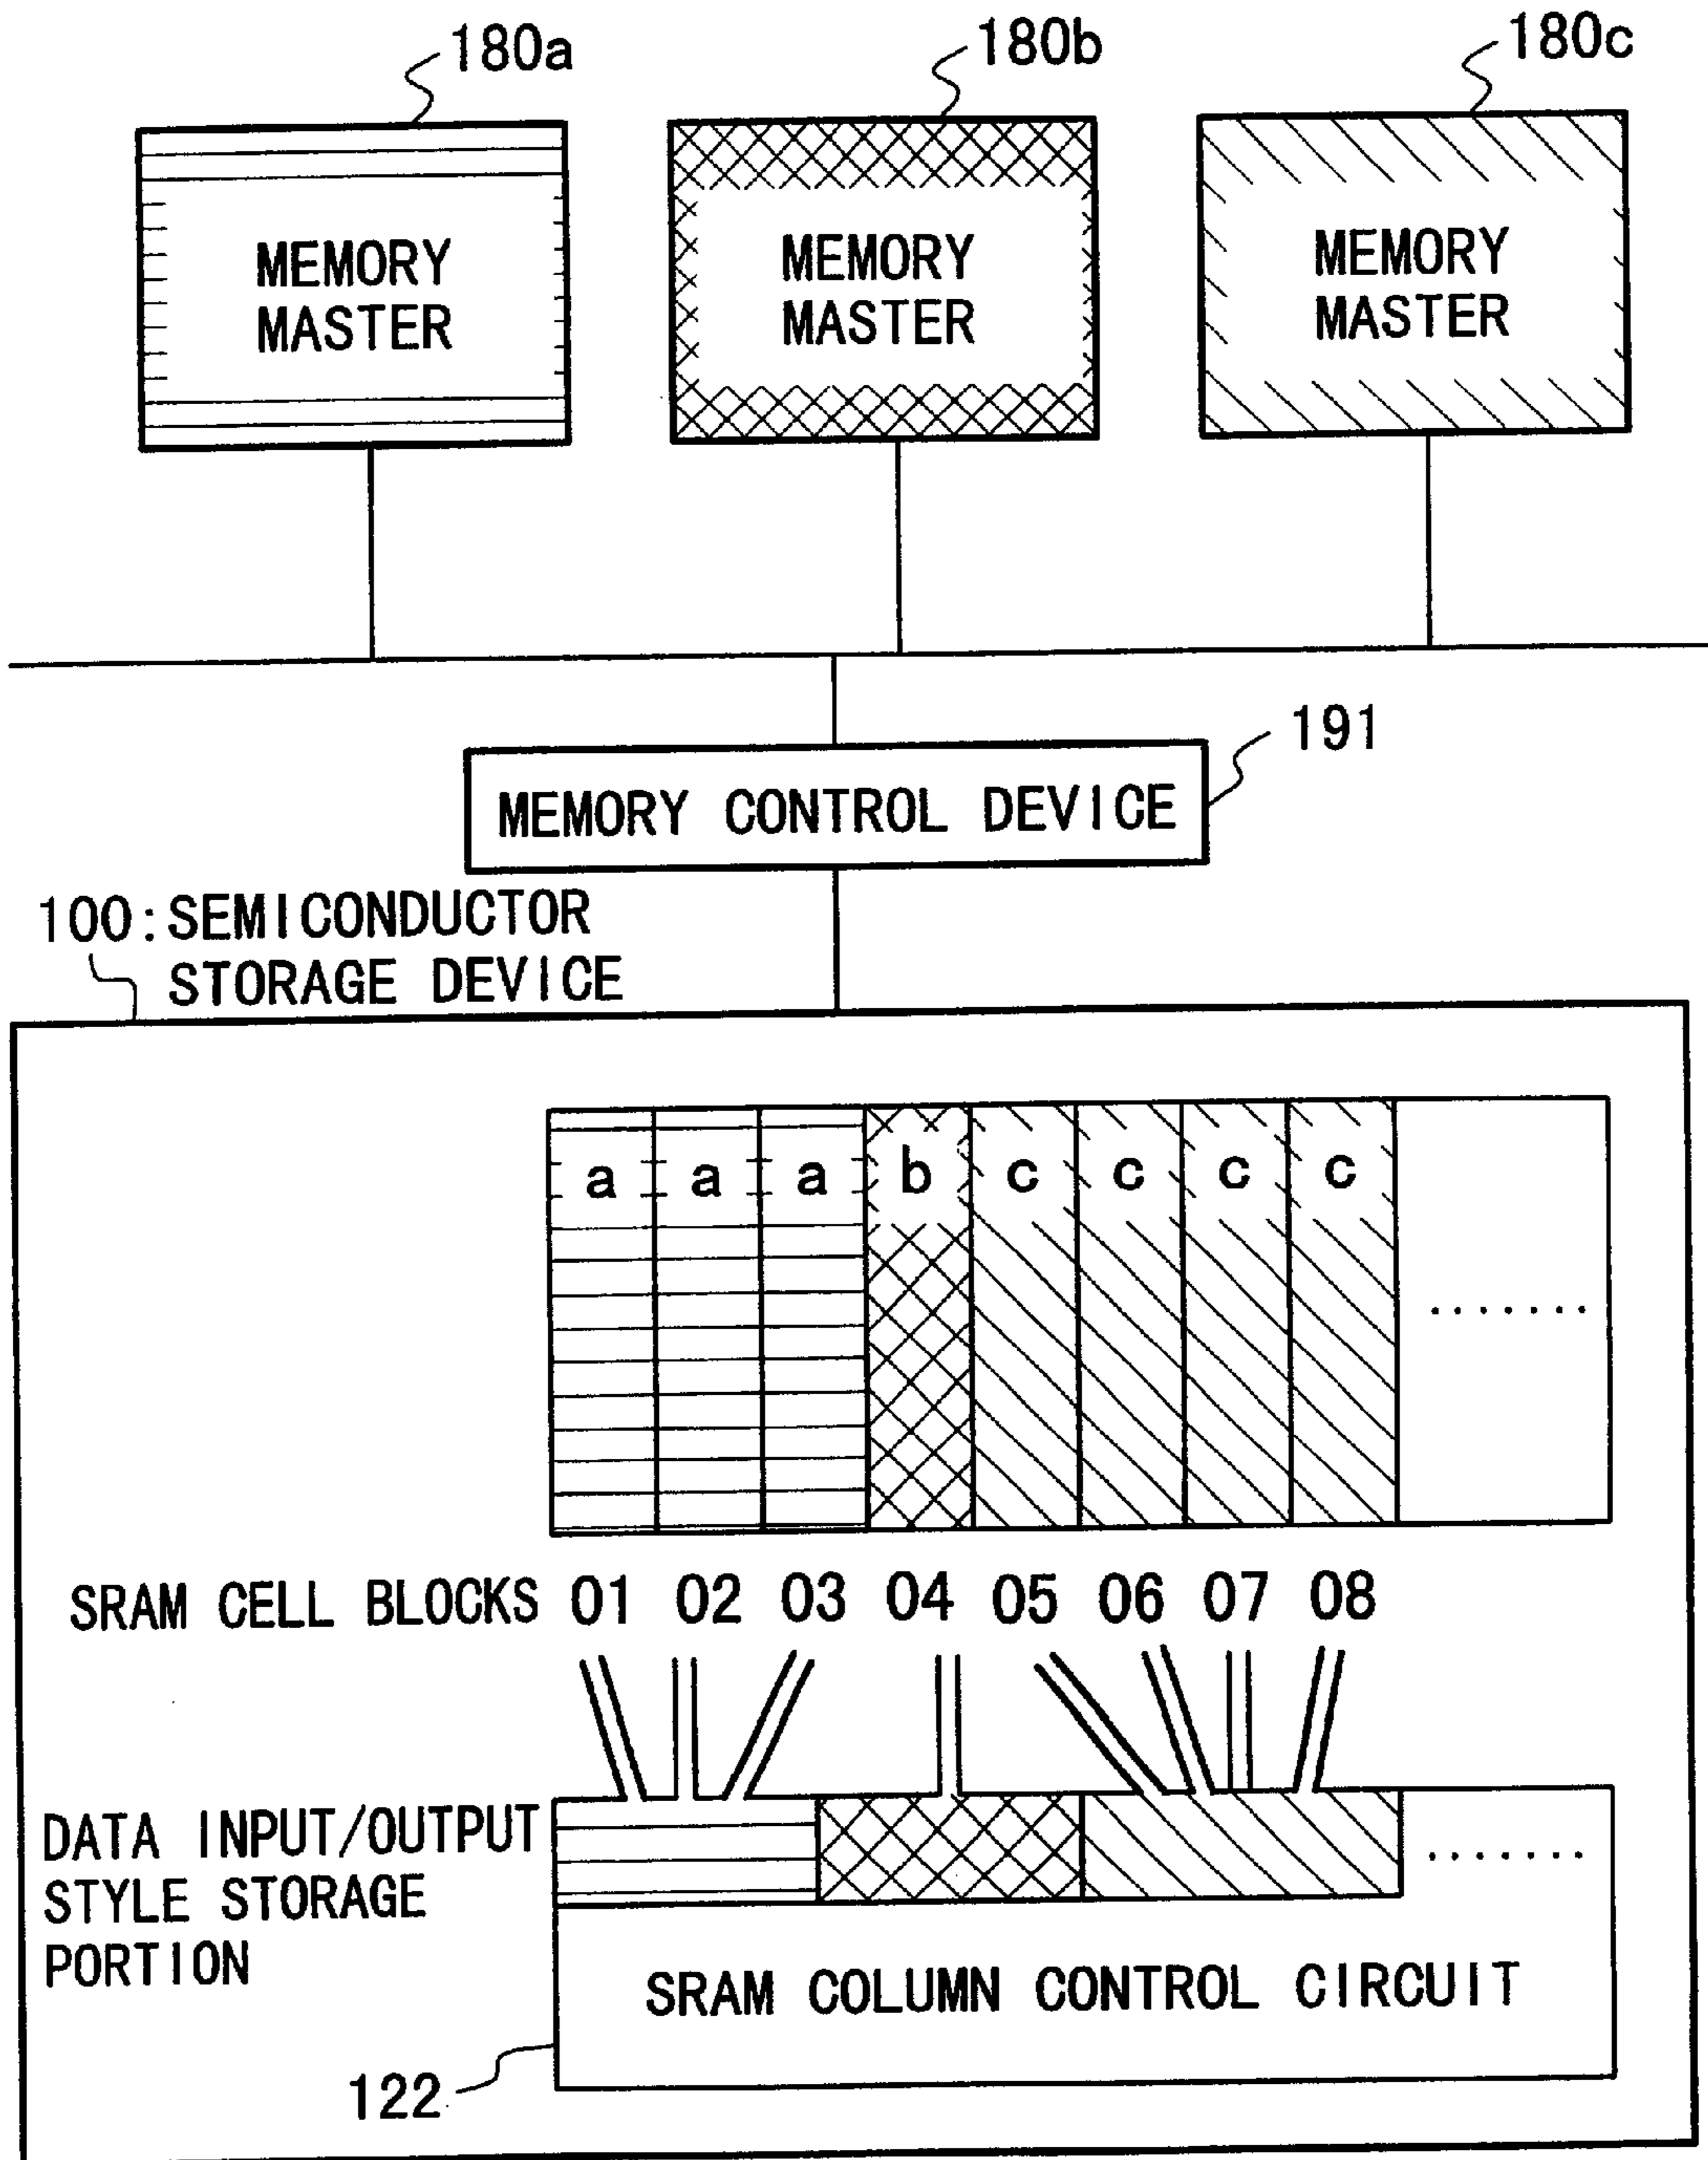 180a
180b
180c
MEMORY
MASTER
MEMORY
MASTER
MEMORY
MASTER
191
MEMORY CONTROL DEVICE
100:SEMICONDUCTOR
STORAGE DEVICE
a a a b c c c c .......
SRAM CELL BLOCKS 01 02 03 04 05 06 07 08
DATA INPUT/OUTPUT
STYLE STORAGE
PORTION
.......
SRAM COLUMN CONTROL CIRCUIT
122